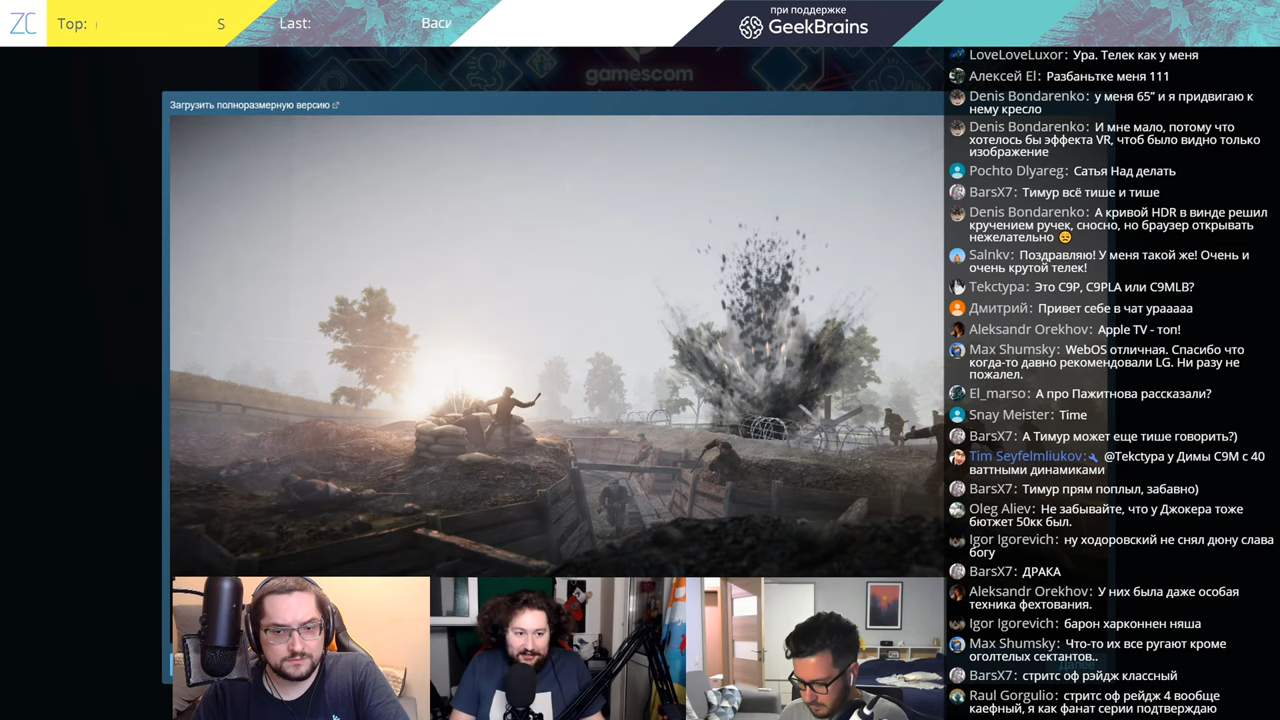 ZC
Top:
S
Last:
Васи
при поддержке
GeekBrains
gamescom
Загрузить полноразмерную версию
LoveLoveLuxor: Ура. Телек как у меня
Алексей El: Разбаньтке меня 111
Denis Bondarenko: у меня 65” и я придвигаю к
нему кресло
Denis Bondarenko: И мне мало, потому что
хотелось бы эффекта VR, чтоб было видно только
изображение
Pochto Dlyareg: Сатья Над делать
BarsX7: Тимур всё тише и тише
Denis Bondarenko: А кривой HDR в винде решил
кручением ручек, сносно, но браузер открывать
нежелательно 😔
Salnkv: Поздравляю! У меня такой же! Очень и
очень крутой телек!
Tekctypa: Это C9P, C9PLA или C9MLB?
Дмитрий: Привет себе в чат ураааа
Aleksandr Orekhov: Apple TV - топ!
Max Shumsky: WebOS отличная. Спасибо что
когда-то давно рекомендовали LG. Ни разу не
пожалел.
El_marso: А про Пажитнова рассказали?
Snay Meister: Time
BarsX7: А Тимур может еще тише говорить?)
Tim Seyfelmliukov: @Tekctypa у Димы C9M с 40
ваттными динамиками
BarsX7: Тимур прям поплыл, забавно)
Oleg Aliev: Не забывайте, что у Джокера тоже
бютжет 50кк был.
Igor Igorevich: ну ходоровский не снял дюну слава
богу
BarsX7: ДРАКА
Aleksandr Orekhov: У них была даже особая
техника фехтования.
Igor Igorevich: барон харконнен няша
Max Shumsky: Что-то их все ругают кроме
оголтелых сектантов..
BarsX7: стритс оф рэйдж классный
Raul Gorgulio: стритс оф рейдж 4 вообще
каефный, я как фанат серии подтверждаю